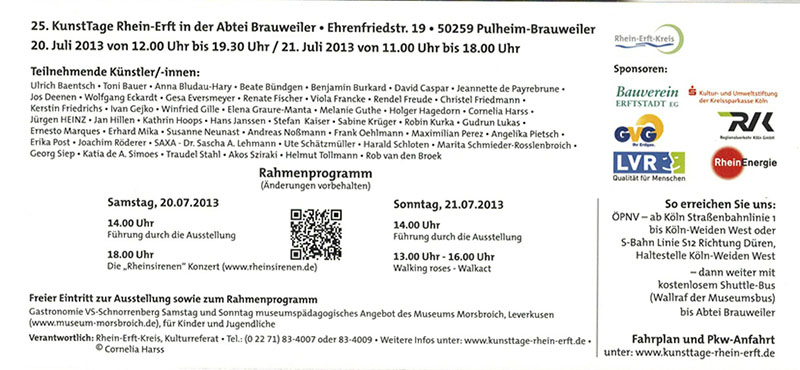 25. KunstTage Rhein-Erft in der Abtei Brauweiler • Ehrenfriedstr. 19 • 50259 Pulheim-Brauweiler
20. Juli 2013 von 12.00 Uhr bis 19.30 Uhr / 21. Juli 2013 von 11.00 Uhr bis 18.00 Uhr
Teilnehmende Künstler/-innen:
Ulrich Baentsch • Toni Bauer • Anna Bludau-Hary • Beate Bündgen • Benjamin Burkard • David Caspar • Jeannette de Payrebrune •
Jos Deenen • Wolfgang Eckardt • Gesa Eversmeyer • Renate Fischer • Viola Francke • Rendel Freude • Christel Friedmann •
Kerstin Friedrichs • Ivan Gejko • Winfried Gille • Elena Graure-Manta • Melanie Guthe • Holger Hagedorn • Cornelia Harss •
Jürgen HEINZ • Jan Hillen • Kathrin Hoops • Hans Janssen • Stefan Kaiser • Sabine Krüger • Robin Kurka • Gudrun Lukas •
Ernesto Marques • Erhard Mika • Susanne Neunast • Andreas Noßmann • Frank Oehlmann • Maximilian Perez • Angelika Pietsch •
Erika Post • Joachim Röderer • SAXA - Dr. Sascha A. Lehmann • Ute Schätzmüller • Harald Schloten • Marita Schmieder-Rosslenbroich •
Georg Siep • Katia de A. Simoes • Traudel Stahl • Akos Sziraki • Helmut Tollmann • Rob van den Broek
Rahmenprogramm
(Änderungen vorbehalten)
Samstag, 20.07.2013
14.00 Uhr
Führung durch die Ausstellung
18.00 Uhr
Die „Rheinsirenen“ Konzert (www.rheinsirenen.de)
Sonntag, 21.07.2013
14.00 Uhr
Führung durch die Ausstellung
13.00 Uhr - 16.00 Uhr
Walking roses - Walkact
Freier Eintritt zur Ausstellung sowie zum Rahmenprogramm
Gastronomie VS-Schnorrenberg Samstag und Sonntag museumspädagogisches Angebot des Museums Morsbroich, Leverkusen
(www.museum-morsbroich.de), für Kinder und Jugendliche
Verantwortlich: Rhein-Erft-Kreis, Kulturreferat • Tel.: (0 22 71) 83-4007 oder 83-4009 • Weitere Infos unter: www.kunsttage-rhein-erft.de •
© Cornelia Harss
Rhein-Erft-Kreis
Sponsoren:
Bauverein
ERFTSTADT EG
Kultur- und Umweltstiftung
der Kreissparkasse Köln
GVG
Ihr Erdgas.
RVK
Regionalverkehr Köln GmbH
LVR
Qualität für Menschen
RheinEnergie
So erreichen Sie uns:
ÖPNV – ab Köln Straßenbahnlinie 1
bis Köln-Weiden West oder
S-Bahn Linie S12 Richtung Düren,
Haltestelle Köln-Weiden West
– dann weiter mit
kostenlosem Shuttle-Bus
(Wallraf der Museumsbus)
bis Abtei Brauweiler
Fahrplan und Pkw-Anfahrt
unter: www.kunsttage-rhein-erft.de